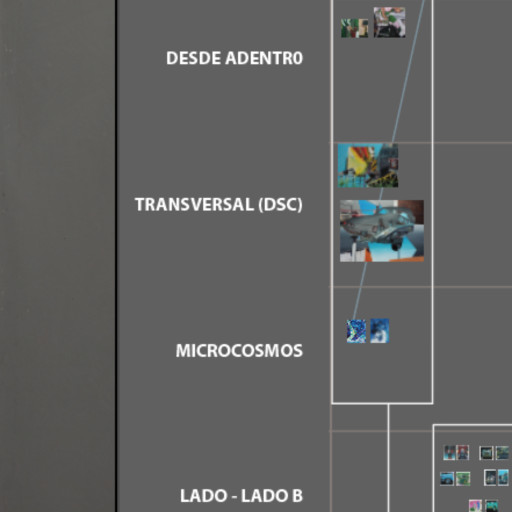 DESDE ADENTR0
TRANSVERSAL (DSC)
MICROCOSMOS
LADO - LADO B